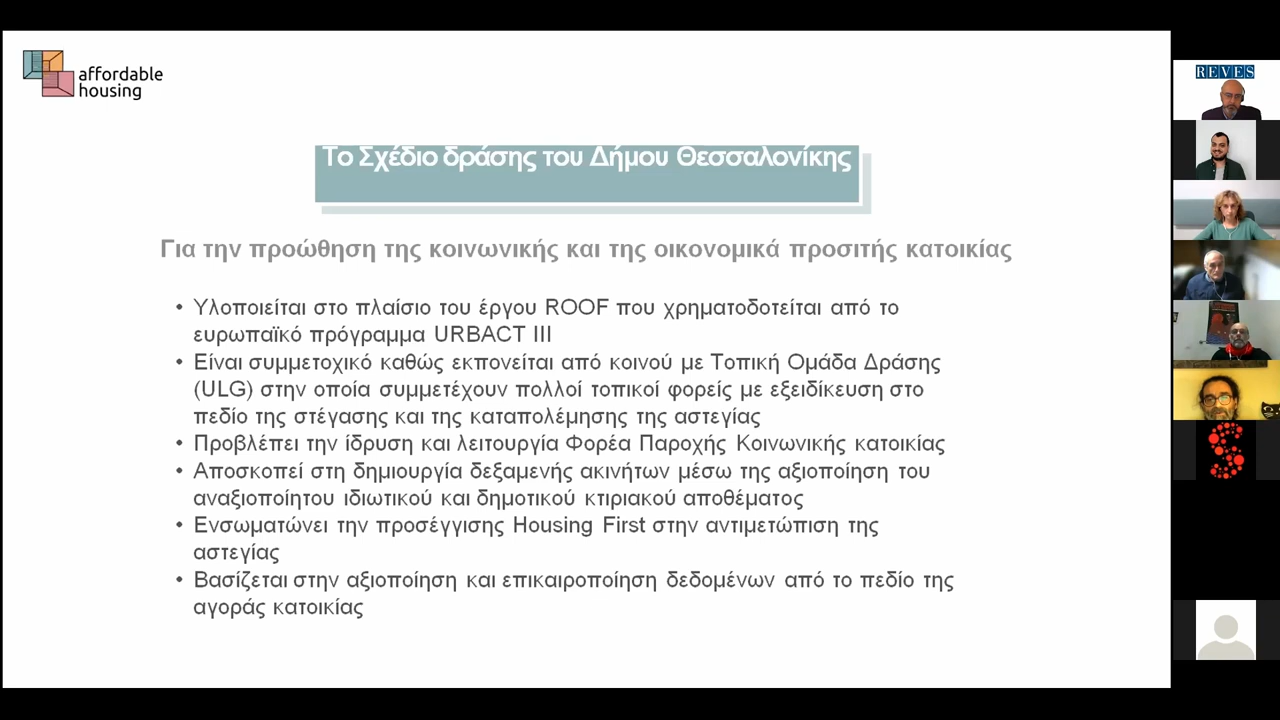 affordable
housing
Το Σχέδιο δράσης του Δήμου Θεσσαλονίκης
Για την προώθηση της κοινωνικής και της οικονομικά προσιτής κατοικίας
• Υλοποιείται στο πλαίσιο του έργου ROOF που χρηματοδοτείται από το
ευρωπαϊκό πρόγραμμα URBACT III
• Είναι συμμετοχικό καθώς εκπονείται από κοινού με Τοπική Ομάδα Δράσης
(ULG) στην οποία συμμετέχουν πολλοί τοπικοί φορείς με εξειδίκευση στο
πεδίο της στέγασης και της καταπολέμησης της αστεγίας
• Προβλέπει την ίδρυση και λειτουργία Φορέα Παροχής Κοινωνικής κατοικίας
• Αποσκοπεί στη δημιουργία δεξαμενής ακινήτων μέσω της αξιοποίηση του
αναξιοποίητου ιδιωτικού και δημοτικού κτιριακού αποθέματος
• Ενσωματώνει την προσέγγισης Housing First στην αντιμετώπιση της
αστεγίας
• Βασίζεται στην αξιοποίηση και επικαιροποίηση δεδομένων από το πεδίο της
αγοράς κατοικίας
REVES